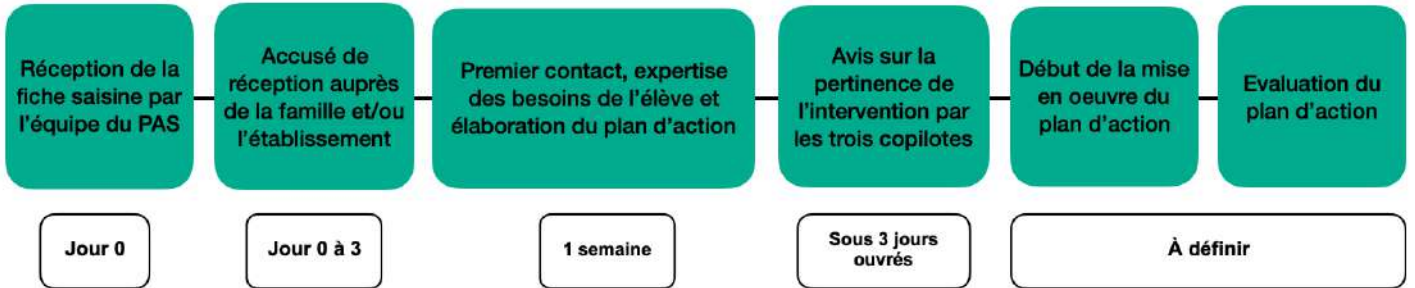 Réception de la
fiche saisine par
l'équipe du PAS
Accusé de
réception auprès
de la famille et/ou
l'établissement
Premier contact, expertise
des besoins de l'élève et
élaboration du plan d'action
Avis sur la
pertinence de
l'intervention par
les trois copilotes
Début de la mise
en oeuvre du
plan d'action
Evaluation du
plan d'action
Jour 0
Jour 0 à 3
1 semaine
Sous 3 jours
ouvrés
À définir